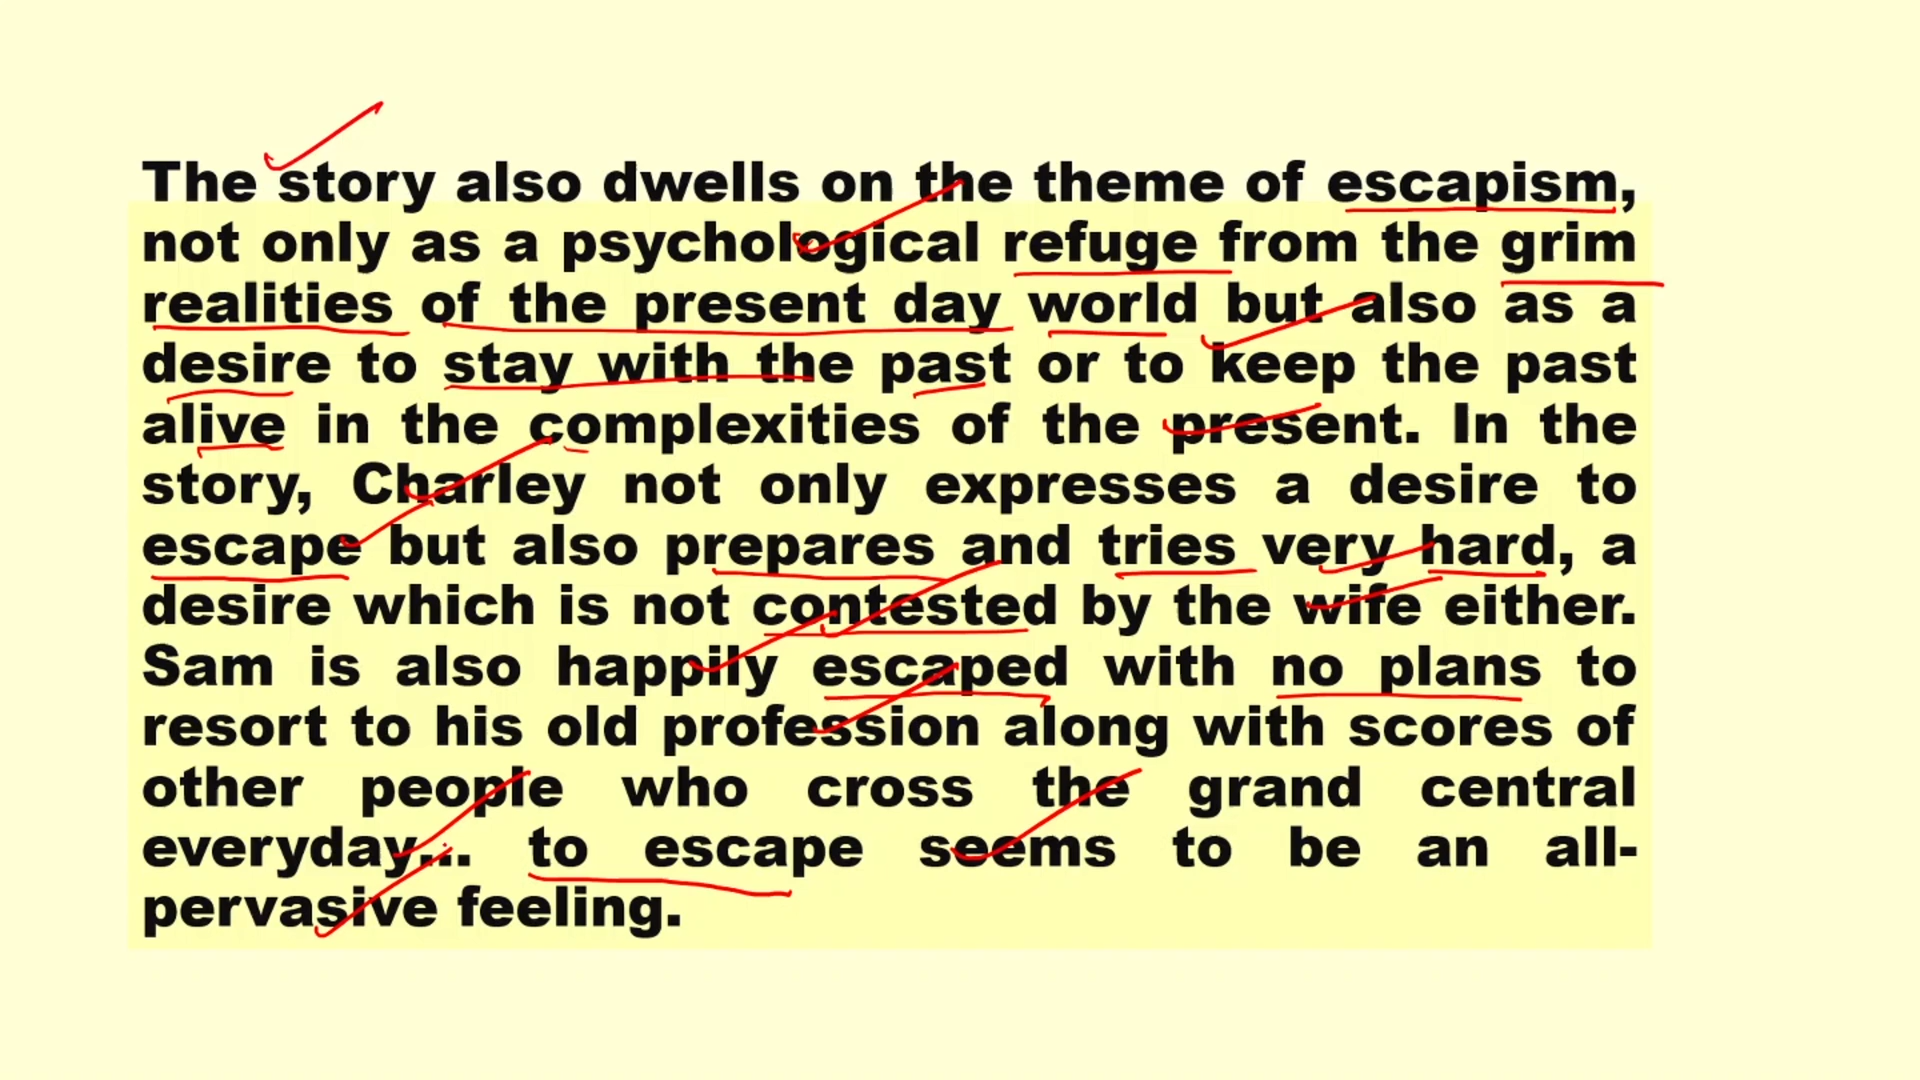 The story also dwells on the theme of escapism,
not only as a psychological refuge from the grim
realities of the present day world but also as a
desire to stay with the past or to keep the past
alive in the complexities of the present. In the
story, Charley not only expresses a desire to
escape but also prepares and tries very hard, a
desire which is not contested by the wife either.
Sam is also happily escaped with no plans to
resort to his old profession along with scores of
other people who cross the grand central
everyday... to escape seems to be an all-
pervasive feeling.